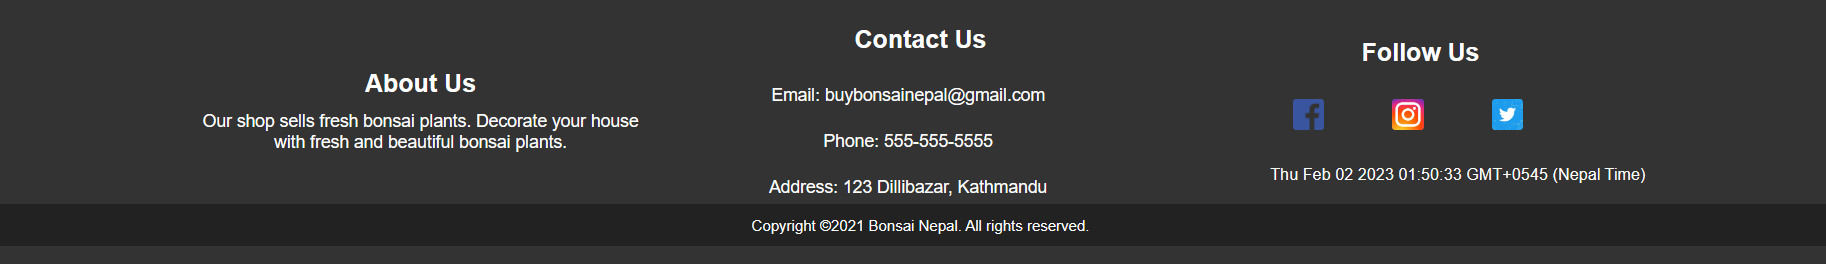 About Us
Our shop sells fresh bonsai plants. Decorate your house
with fresh and beautiful bonsai plants.
Contact Us
Email: buybonsainepal@gmail.com
Phone: 555-555-5555
Address: 123 Dillibazar, Kathmandu
Follow Us
Thu Feb 02 2023 01:50:33 GMT+0545 (Nepal Time)
Copyright ©2021 Bonsai Nepal. All rights reserved.